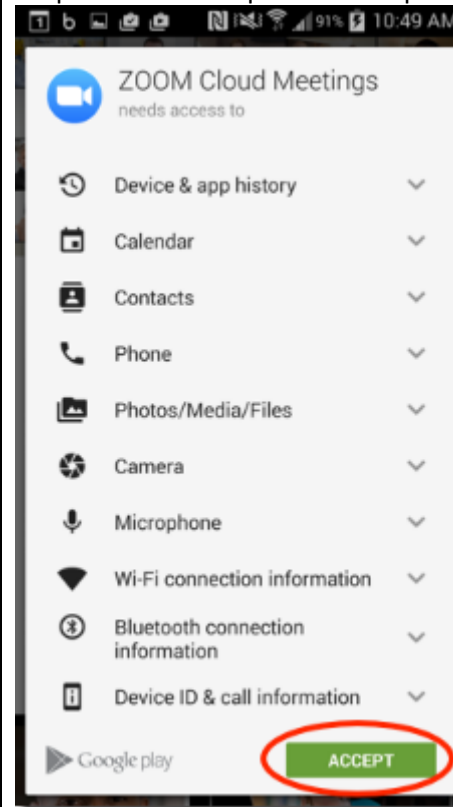 91% 10:49 AM
ZOOM Cloud Meetings
needs access to
Device & app history
Calendar
Contacts
Phone
Photos/Media/Files
Camera
Microphone
Wi-Fi connection information
Bluetooth connection
information
Device ID & call information
Google play
ACCEPT